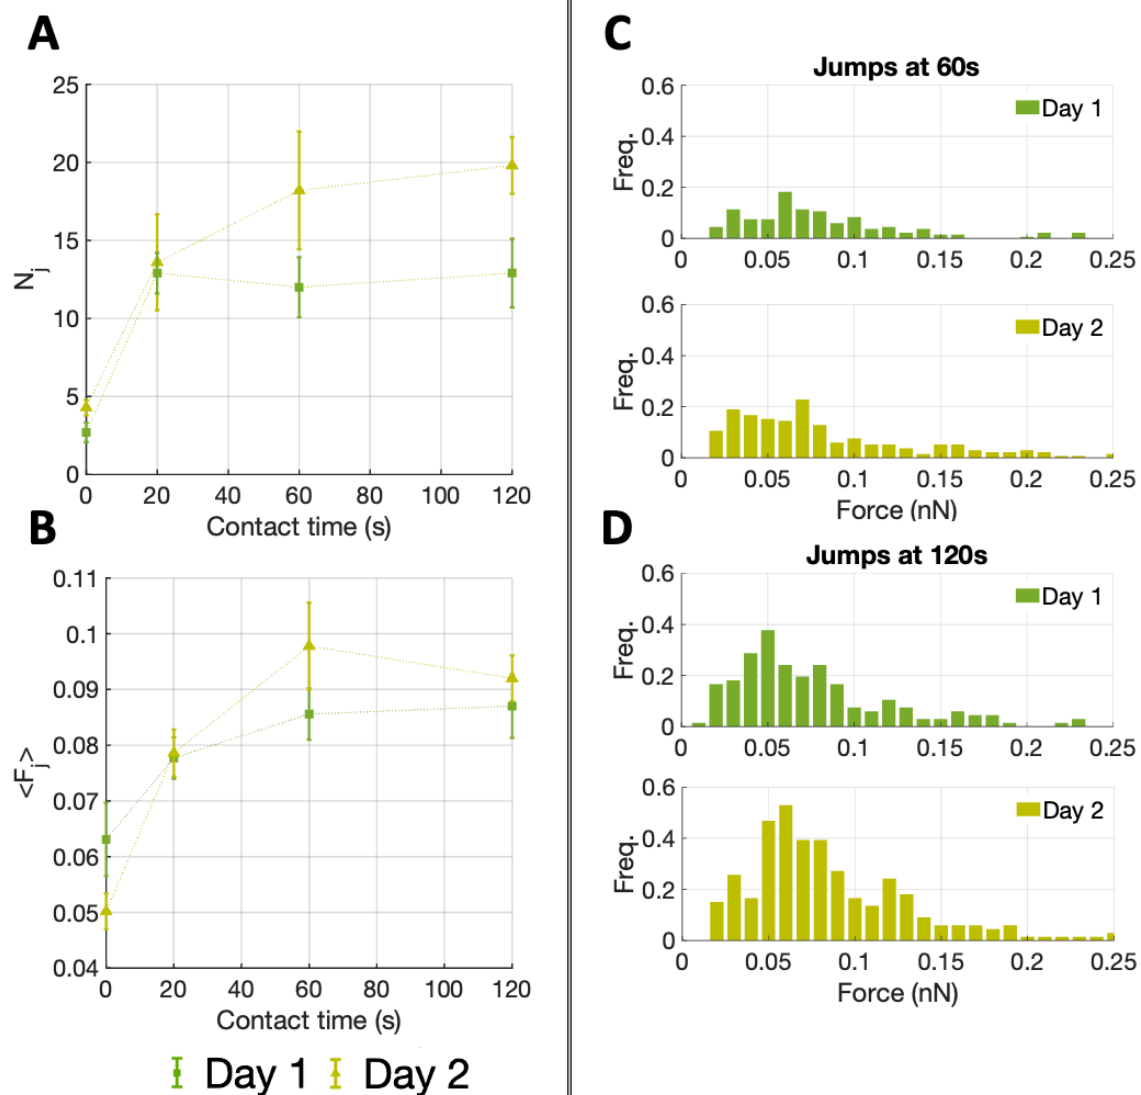 A
25
20
15
10
5
0
N_j
0 20 40 60 80 100 120
Contact time (s)
B
0.11
0.1
0.09
0.08
0.07
0.06
0.05
0.04
<F_j>
0 20 40 60 80 100 120
Contact time (s)
Day 1 Day 2
C
Jumps at 60s
0.6
0.4
0.2
0
Freq.
Day 1
0 0.05 0.1 0.15 0.2 0.25
0.6
0.4
0.2
0
Freq.
Day 2
0 0.05 0.1 0.15 0.2 0.25
Force (nN)
D
Jumps at 120s
0.6
0.4
0.2
0
Freq.
Day 1
0 0.05 0.1 0.15 0.2 0.25
0.6
0.4
0.2
0
Freq.
Day 2
0 0.05 0.1 0.15 0.2 0.25
Force (nN)